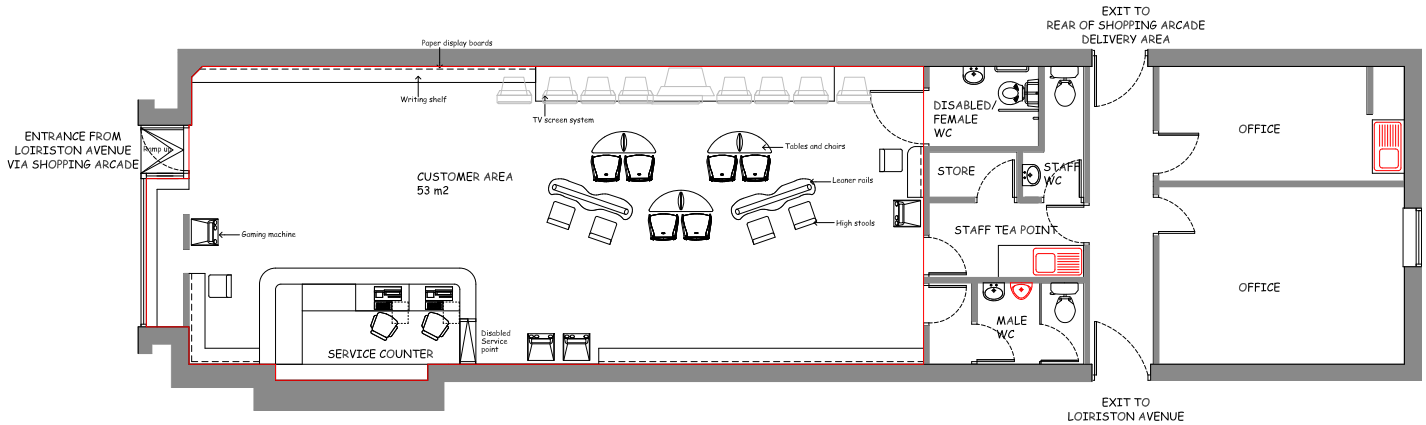 EXIT TO
REAR OF SHOPPING ARCADE
DELIVERY AREA
Paper display boards
Writing shelf
TV screen system
DISABLED/
FEMALE
WC
OFFICE
ENTRANCE FROM
LOIRISTON AVENUE
VIA SHOPPING ARCADE
Ramp up
Tables and chairs
CUSTOMER AREA
53 m2
STORE
STAFF
WC
Leaner rails
High stools
Gaming machine
STAFF TEA POINT
OFFICE
MALE
WC
Disabled
Service
point
SERVICE COUNTER
EXIT TO
LOIRISTON AVENUE